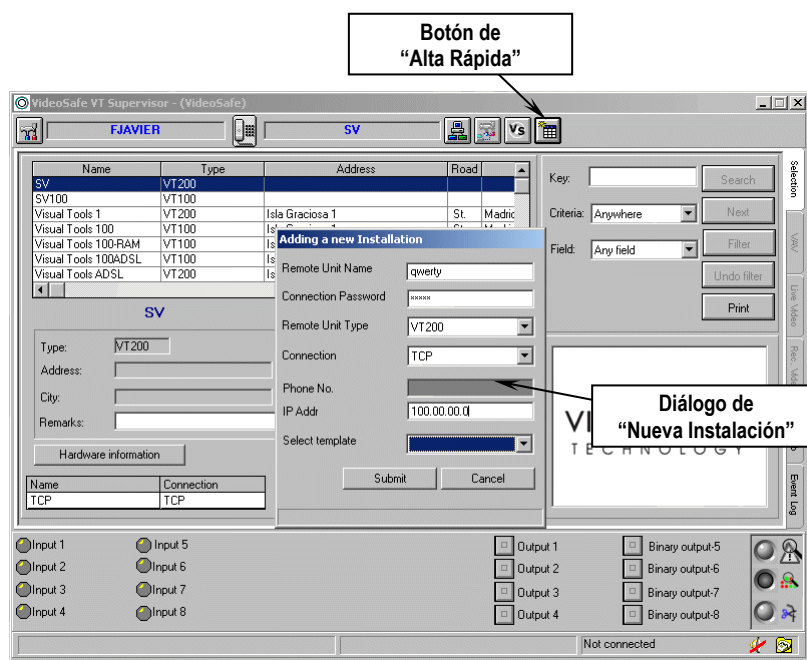 Botón de
“Alta Rápida”
VideoSafe VT Supervisor - (VideoSafe)
FJAVIER
SV
Vs
Name Type Address Road
SV VT200
SV100 VT100
Visual Tools 1 VT200 Isla Graciosa 1 St. Madric
Visual Tools 100 VT100
Visual Tools 100-RAM VT100 Is
Visual Tools 100ADSL VT100 Is
Visual Tools ADSL VT200 Is
SV
Type: VT200
Address:
City:
Remarks:
Hardware information
Name Connection
TCP TCP
Adding a new Installation
Remote Unit Name qwerty
Connection Password xxxxx
Remote Unit Type VT200
Connection TCP
Phone No.
IP Addr 100.00.00.0
Select template
Submit Cancel
Key: Search
Criteria: Anywhere Next
Field: Any field Filter
Undo filter
Print
Selection
VAV
Live Video
Event Log
Diálogo de
“Nueva Instalación”
VI
TECHNOLOGY
Input 1 Input 5 Output 1 Binary output-5
Input 2 Input 6 Output 2 Binary output-6
Input 3 Input 7 Output 3 Binary output-7
Input 4 Input 8 Output 4 Binary output-8
Not connected